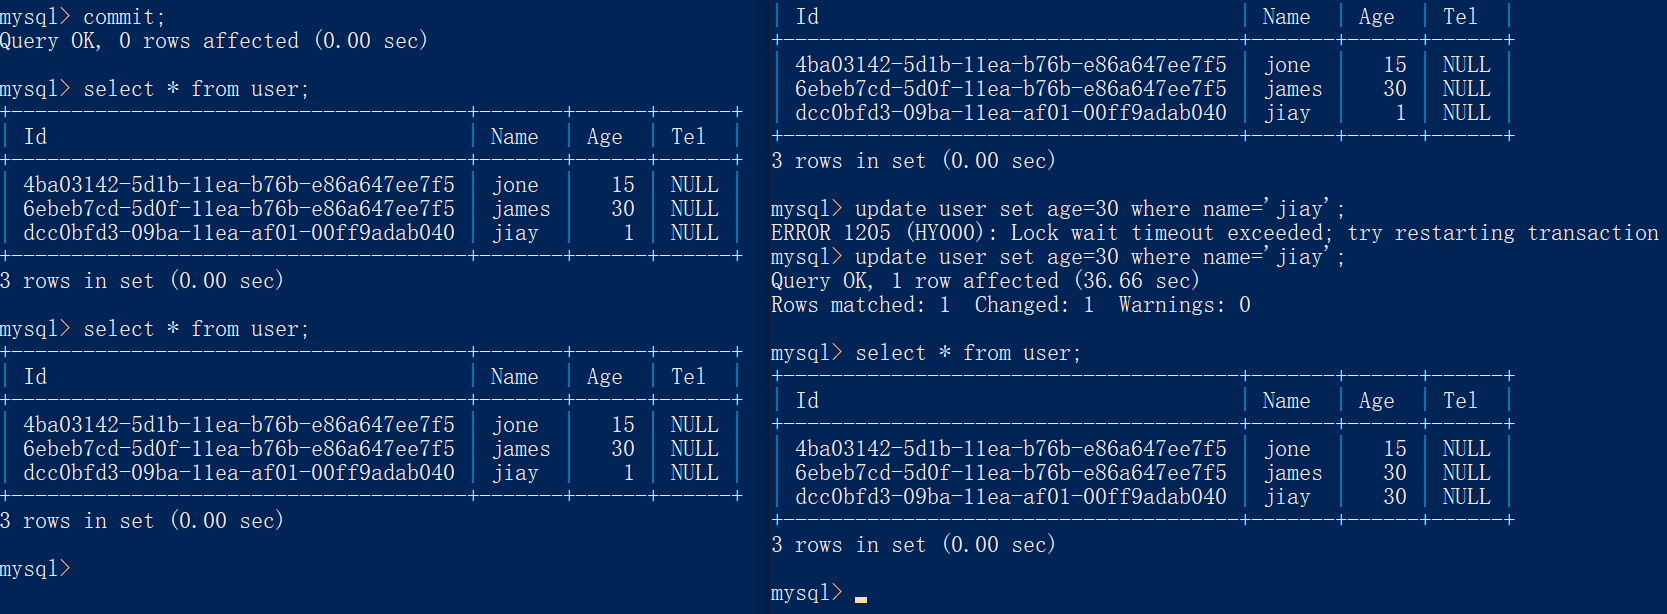 mysql> commit;
Query OK, 0 rows affected (0.00 sec)

mysql> select * from user;
+--------------------------------------+-------+------+------+
| Id                                   | Name  | Age  | Tel  |
+--------------------------------------+-------+------+------+
| 4ba03142-5d1b-11ea-b76b-e86a647ee7f5 | jone  |   15 | NULL |
| 6ebeb7cd-5d0f-11ea-b76b-e86a647ee7f5 | james |   30 | NULL |
| dcc0bfd3-09ba-11ea-af01-00ff9adab040 | jiay  |    1 | NULL |
+--------------------------------------+-------+------+------+
3 rows in set (0.00 sec)

mysql> select * from user;
+--------------------------------------+-------+------+------+
| Id                                   | Name  | Age  | Tel  |
+--------------------------------------+-------+------+------+
| 4ba03142-5d1b-11ea-b76b-e86a647ee7f5 | jone  |   15 | NULL |
| 6ebeb7cd-5d0f-11ea-b76b-e86a647ee7f5 | james |   30 | NULL |
| dcc0bfd3-09ba-11ea-af01-00ff9adab040 | jiay  |    1 | NULL |
+--------------------------------------+-------+------+------+
3 rows in set (0.00 sec)

mysql>
| Id                                   | Name  | Age  | Tel  |
+--------------------------------------+-------+------+------+
| 4ba03142-5d1b-11ea-b76b-e86a647ee7f5 | jone  |   15 | NULL |
| 6ebeb7cd-5d0f-11ea-b76b-e86a647ee7f5 | james |   30 | NULL |
| dcc0bfd3-09ba-11ea-af01-00ff9adab040 | jiay  |    1 | NULL |
+--------------------------------------+-------+------+------+
3 rows in set (0.00 sec)

mysql> update user set age=30 where name='jiay';
ERROR 1205 (HY000): Lock wait timeout exceeded; try restarting transaction
mysql> update user set age=30 where name='jiay';
Query OK, 1 row affected (36.66 sec)
Rows matched: 1  Changed: 1  Warnings: 0

mysql> select * from user;
+--------------------------------------+-------+------+------+
| Id                                   | Name  | Age  | Tel  |
+--------------------------------------+-------+------+------+
| 4ba03142-5d1b-11ea-b76b-e86a647ee7f5 | jone  |   15 | NULL |
| 6ebeb7cd-5d0f-11ea-b76b-e86a647ee7f5 | james |   30 | NULL |
| dcc0bfd3-09ba-11ea-af01-00ff9adab040 | jiay  |   30 | NULL |
+--------------------------------------+-------+------+------+
3 rows in set (0.00 sec)

mysql>